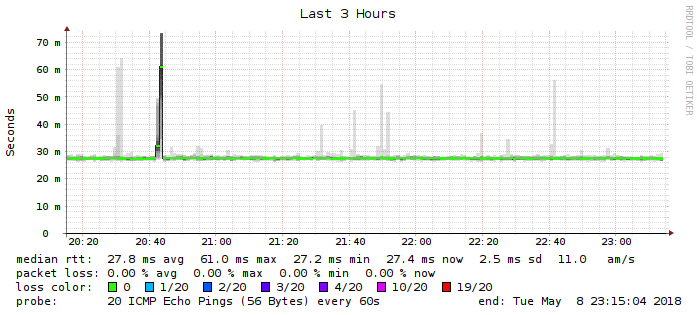 Last 3 Hours
RRDTOOL / TOBI OETIKER
Seconds
70 m
60 m
50 m
40 m
30 m
20 m
10 m
0
20:20 20:40 21:00 21:20 21:40 22:00 22:20 22:40 23:00
median rtt: 27.8 ms avg 61.0 ms max 27.2 ms min 27.4 ms now 2.5 ms sd 11.0 am/s
packet loss: 0.00 % avg 0.00 % max 0.00 % min 0.00 % now
loss color: 0 1/20 2/20 3/20 4/20 10/20 19/20
probe: 20 ICMP Echo Pings (56 Bytes) every 60s end: Tue May 8 23:15:04 2018